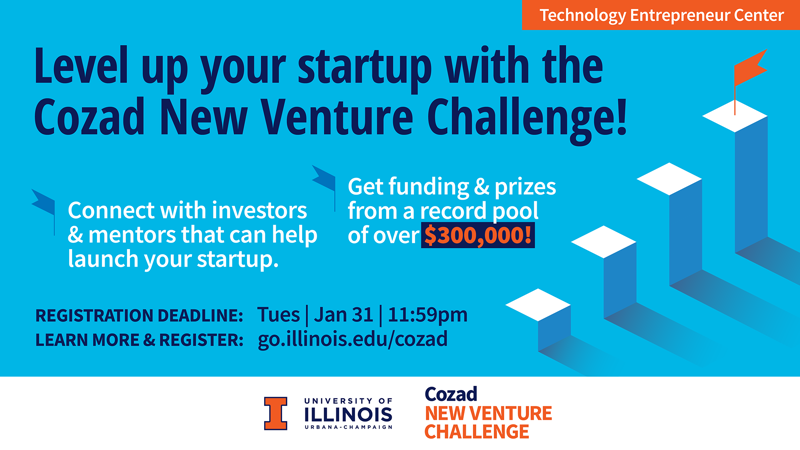 Technology Entrepreneur Center
Level up your startup with the
Cozad New Venture Challenge!
Connect with investors
& mentors that can help
launch your startup.
Get funding & prizes
from a record pool
of over $300,000!
REGISTRATION DEADLINE: Tues | Jan 31 | 11:59pm
LEARN MORE & REGISTER: go.illinois.edu/cozad
UNIVERSITY OF
ILLINOIS
URBANA-CHAMPAIGN
Cozad
NEW VENTURE
CHALLENGE